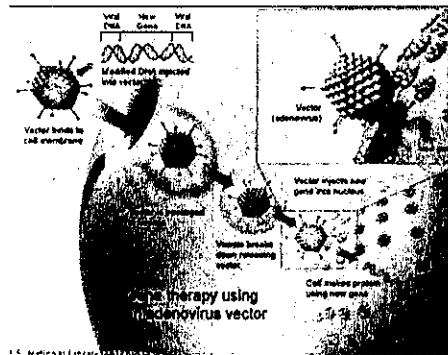 Viral New Viral
DNA Gene DNA
Modified DNA injected
into vector
Vector binds to
cell membrane
Vector
(adenovirus)
Vector injects new
gene into nucleus
Vesicle breaks
down releasing
vector
Cell makes protein
using new gene
therapy using
adenovirus vector
U.S. National Library